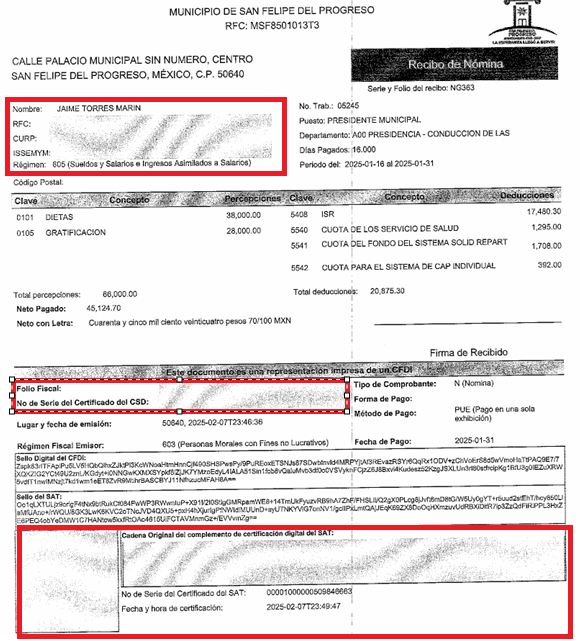 MUNICIPIO DE SAN FELIPE DEL PROGRESO
RFC: MSF8501013T3
CALLE PALACIO MUNICIPAL SIN NUMERO, CENTRO
SAN FELIPE DEL PROGRESO, MÉXICO, C.P. 50640
Recibo de Nómina
Serie y Folio del recibo: NG363
Nombre: JAIME TORRES MARIN
RFC:
CURP:
ISSEMYM:
Régimen: 605 (Sueldos y Salarios e Ingresos Asimilados a Salarios)
No. Trab.: 05245
Puesto: PRESIDENTE MUNICIPAL
Departamento: A00 PRESIDENCIA - CONDUCCION DE LAS
Días Pagados: 16.000
Periodo del: 2025-01-16 al 2025-01-31
Código Postal:
Clave Concepto Percepciones Clave Concepto Deducciones
0101 DIETAS 38,000.00 5408 ISR 17,480.30
0105 GRATIFICACION 28,000.00 5540 CUOTA DE LOS SERVICIO DE SALUD 1,295.00
5541 CUOTA DEL FONDO DEL SISTEMA SOLID REPART 1,708.00
5542 CUOTA PARA EL SISTEMA DE CAP INDIVIDUAL 392.00
Total percepciones: 66,000.00 Total deducciones: 20,875.30
Neto Pagado: 45,124.70
Neto con Letra: Cuarenta y cinco mil ciento veinticuatro pesos 70/100 MXN
Firma de Recibido
Este documento es una representación impresa de un CFDI
Folio Fiscal:
No de Serie del Certificado del CSD:
Lugar y fecha de emisión: 50640, 2025-02-07T23:46:36
Régimen Fiscal Emisor: 603 (Personas Morales con Fines no Lucrativos)
Tipo de Comprobante: N (Nomina)
Forma de Pago:
Método de Pago: PUE (Pago en una sola exhibición)
Fecha de Pago: 2025-01-31
Sello Digital del CFDI:
Sello del SAT:
Cadena Original del complemento de certificación digital del SAT:
No de Serie del Certificado del SAT: 00001000000509846663
Fecha y hora de certificación: 2025-02-07T23:49:47